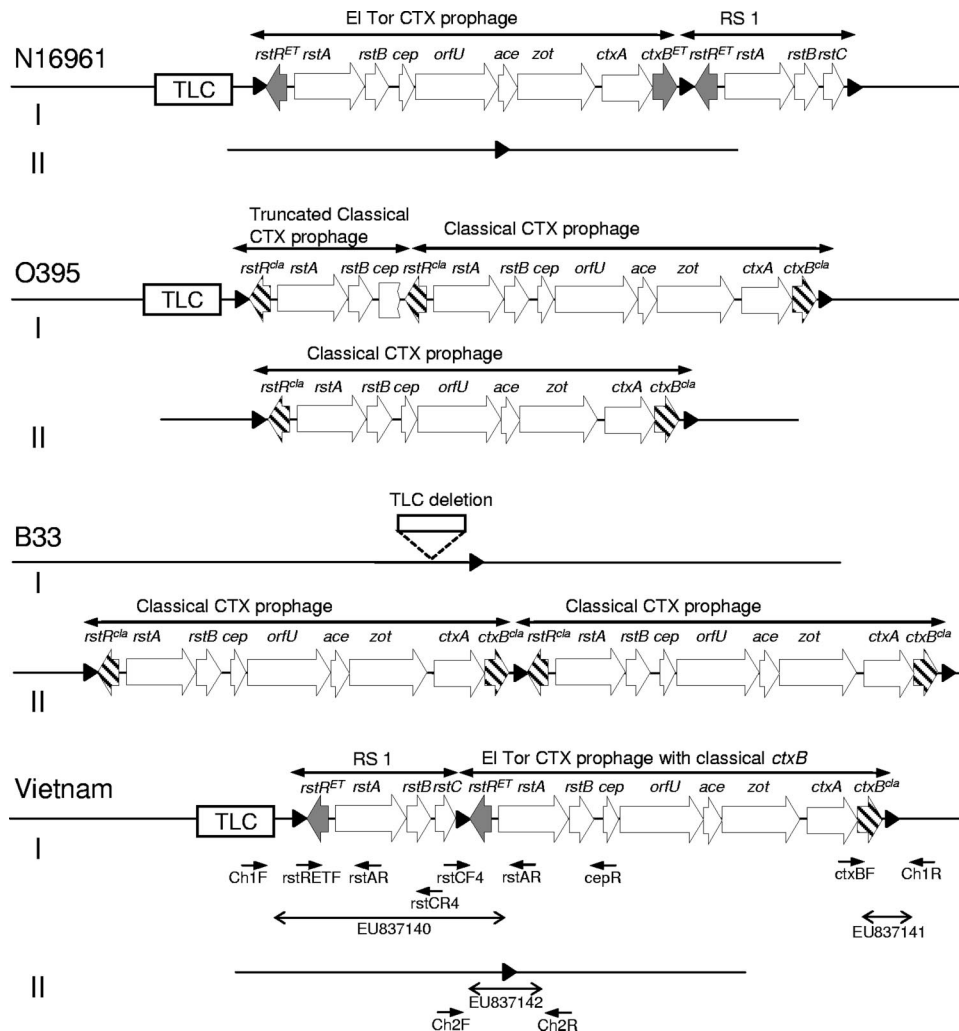 El Tor CTX prophage RS 1
N16961 rstR^ET rstA rstB cep orfU ace zot ctxA ctxB^ET rstR^ET rstA rstB rstC
TLC
I
II
Truncated Classical
CTX prophage Classical CTX prophage
O395 rstR^cla rstA rstB cep rstR^cla rstA rstB cep orfU ace zot ctxA ctxB^cla
TLC
I
Classical CTX prophage
rstR^cla rstA rstB cep orfU ace zot ctxA ctxB^cla
II
TLC deletion
B33
I
Classical CTX prophage Classical CTX prophage
rstR^cla rstA rstB cep orfU ace zot ctxA ctxB^cla rstR^cla rstA rstB cep orfU ace zot ctxA ctxB^cla
II
RS 1 El Tor CTX prophage with classical ctxB
Vietnam rstR^ET rstA rstB rstC rstR^ET rstA rstB cep orfU ace zot ctxA ctxB^cla
TLC
I
Ch1F rstRETF rstAR rstCF4 rstAR cepR ctxBF Ch1R
rstCR4
EU837140 EU837141
II
EU837142
Ch2F Ch2R